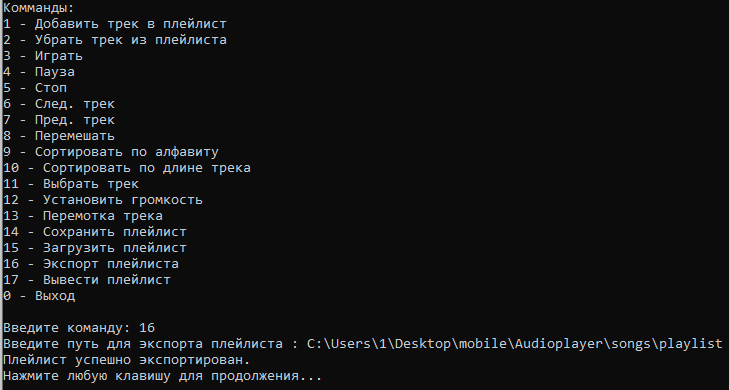 Комманды:
1 - Добавить трек в плейлист
2 - Убрать трек из плейлиста
3 - Играть
4 - Пауза
5 - Стоп
6 - След. трек
7 - Пред. трек
8 - Перемешать
9 - Сортировать по алфавиту
10 - Сортировать по длине трека
11 - Выбрать трек
12 - Установить громкость
13 - Перемотка трека
14 - Сохранить плейлист
15 - Загрузить плейлист
16 - Экспорт плейлиста
17 - Вывести плейлист
0 - Выход
Введите команду: 16
Введите путь для экспорта плейлиста : C:\Users\1\Desktop\mobile\Audioplayer\songs\playlist
Плейлист успешно экспортирован.
Нажмите любую клавишу для продолжения...